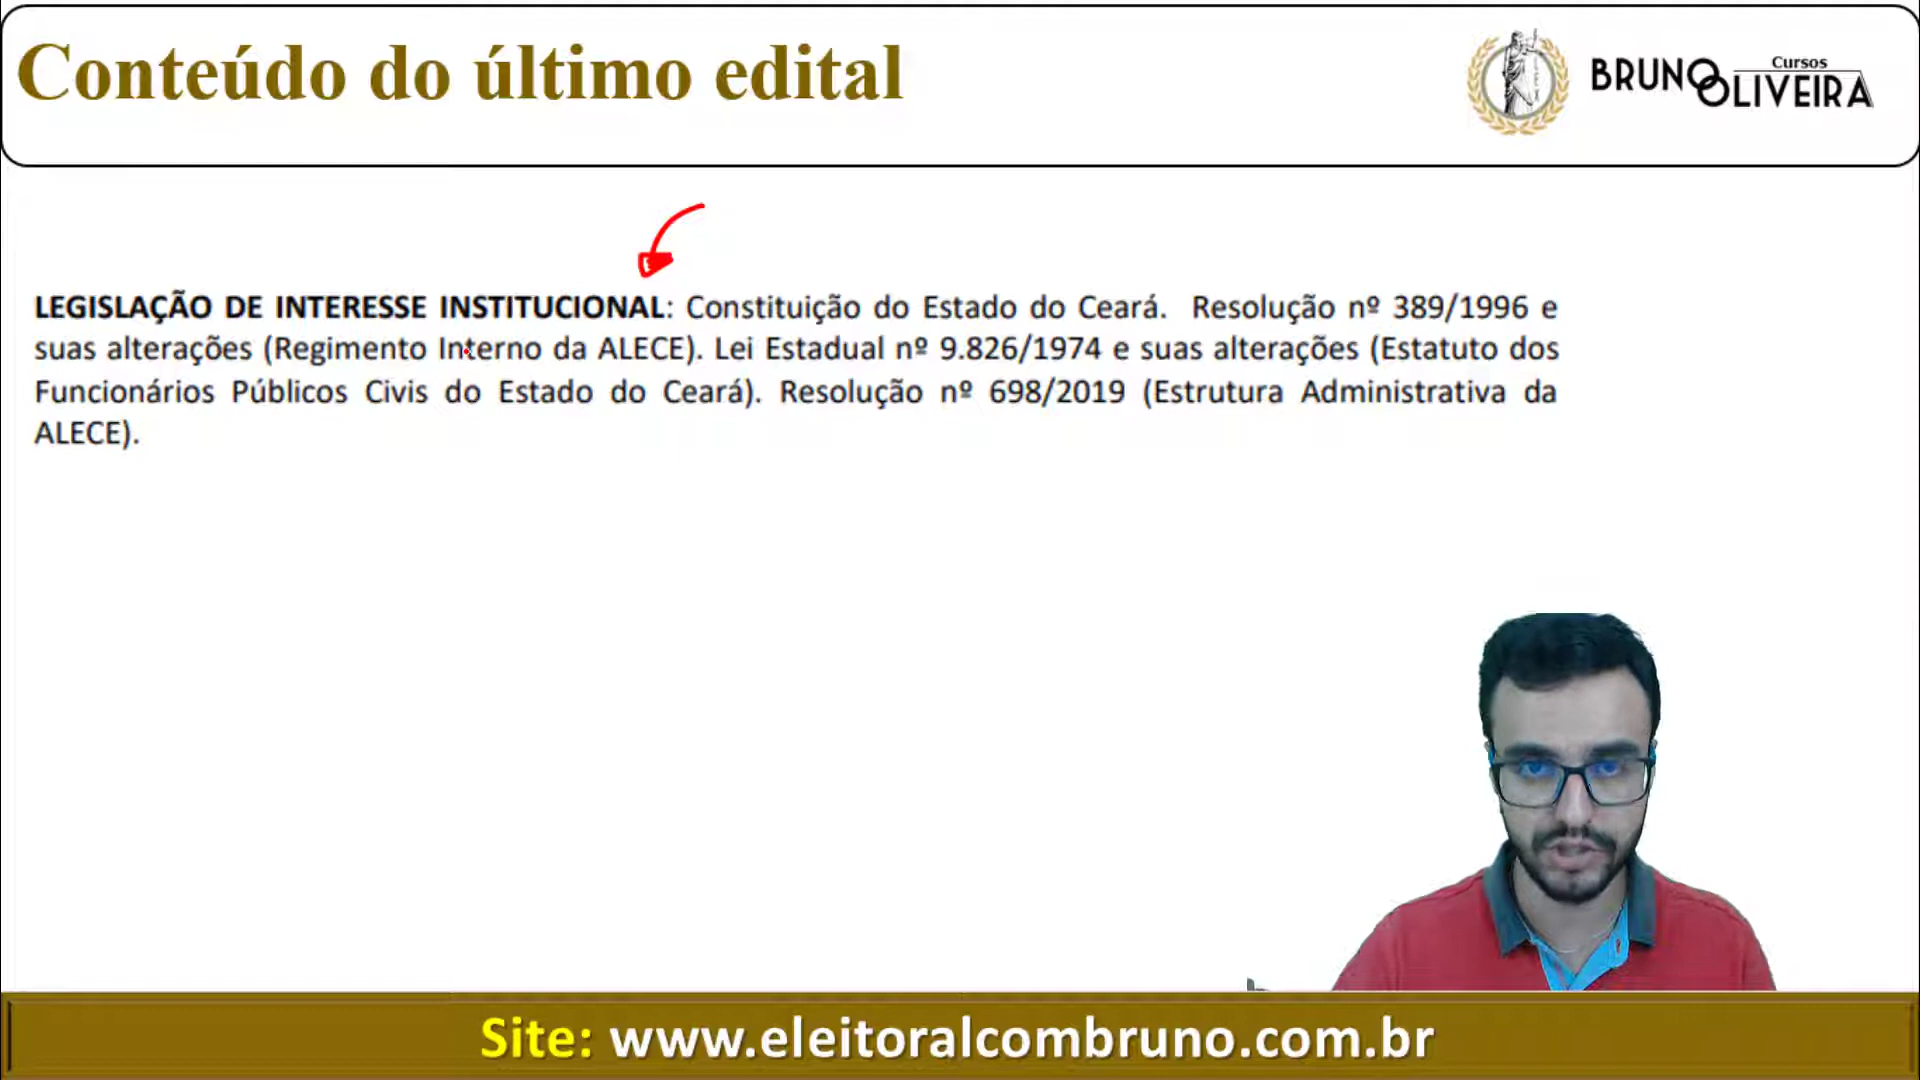 Conteúdo do último edital
Cursos
BRUNO OLIVEIRA
LEGISLAÇÃO DE INTERESSE INSTITUCIONAL: Constituição do Estado do Ceará. Resolução nº 389/1996 e
suas alterações (Regimento Interno da ALECE). Lei Estadual nº 9.826/1974 e suas alterações (Estatuto dos
Funcionários Públicos Civis do Estado do Ceará). Resolução nº 698/2019 (Estrutura Administrativa da
ALECE).
Site: www.eleitoralcombruno.com.br